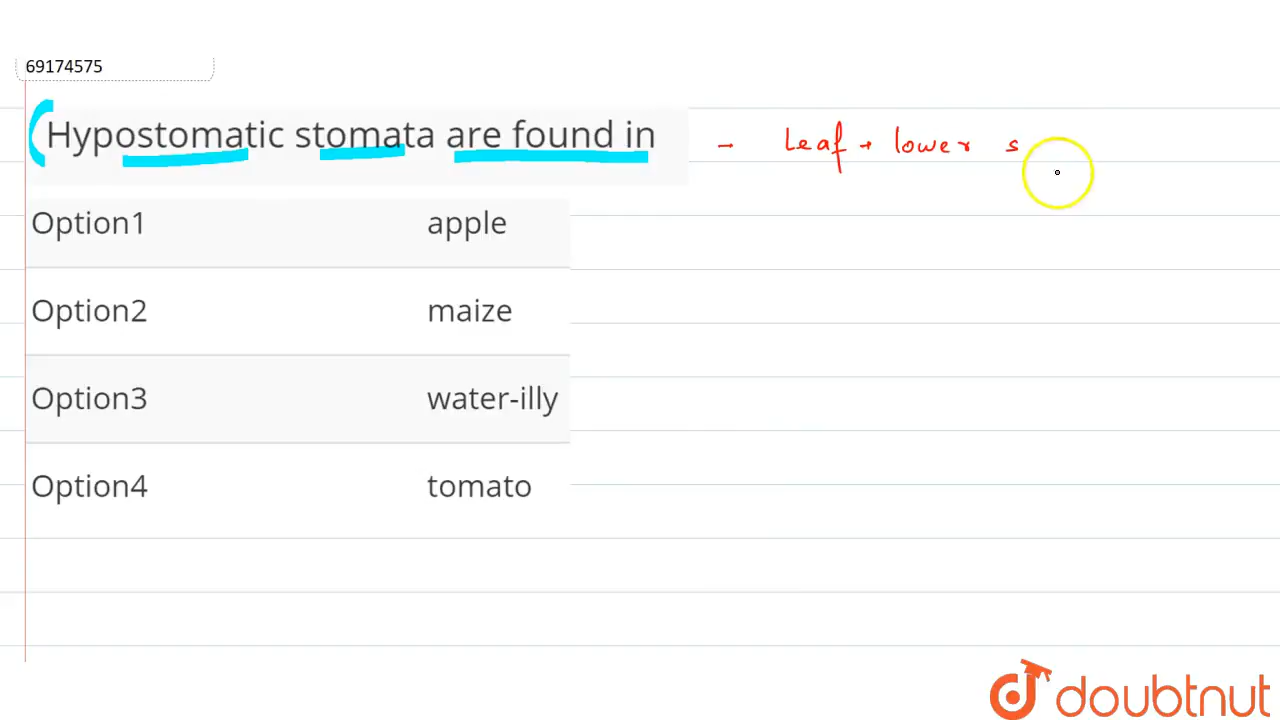 69174575
Hypostomatic stomata are found in - Leaf → lower s
Option1 apple
Option2 maize
Option3 water-illy
Option4 tomato
doubtnut